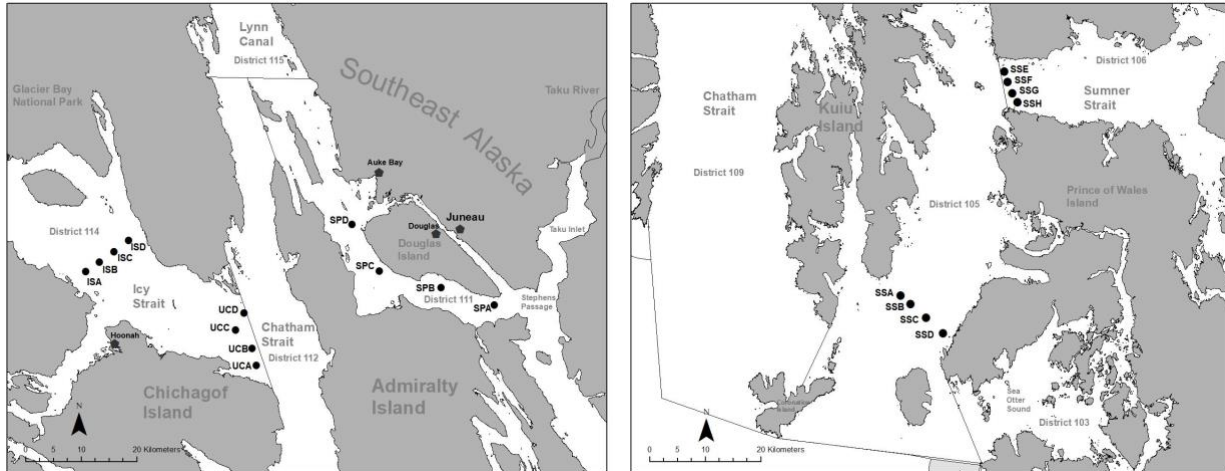 Lynn
Canal
District 115
Glacier Bay
National Park
Southeast Alaska
Taku River
Auke Bay
SPD
Juneau
Douglas
Douglas
Island
Taku Inlet
District 114
ISD
ISC
ISB
ISA
Icy
Strait
SPC
SPB
District 111
SPA
Stephens
Passage
UCD
UCC
Chatham
Strait
UCB
District 112
UCA
Hoonah
Chichagof
Island
Admiralty
Island
N
0 5 10 20 Kilometers
District 106
SSE
SSF
SSG
SSH
Sumner
Strait
Chatham
Strait
Kuiu
Island
District 109
District 105
Prince of Wales
Island
SSA
SSB
SSC
SSD
Sea
Otter
Sound
District 103
Coronation
Island
N
0 5 10 20 Kilometers